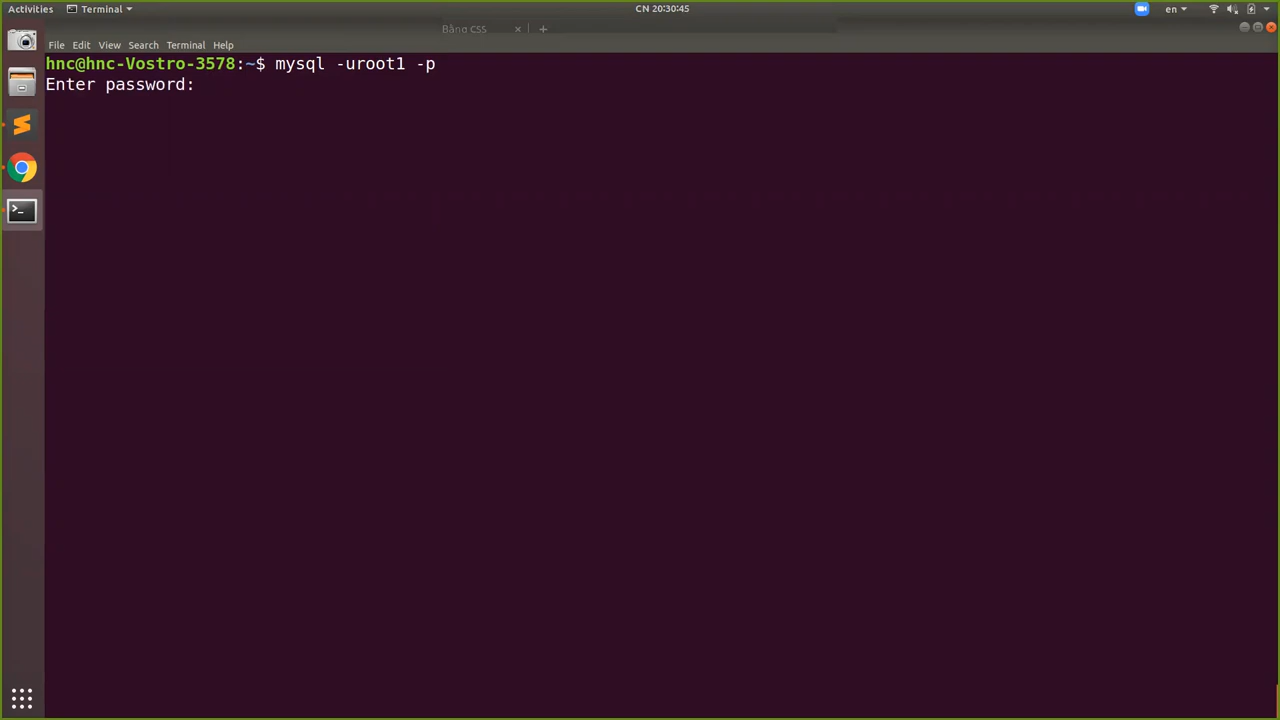 Activities Terminal CN 20:30:45 en
Bảng CSS
File Edit View Search Terminal Help
hnc@hnc-Vostro-3578:~$ mysql -uroot1 -p
Enter password: